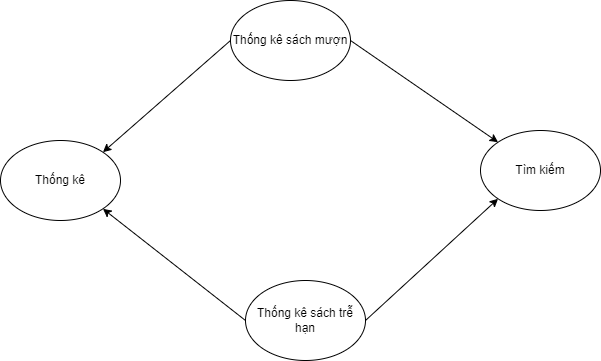 Thống kê sách mượn
Tìm kiếm
Thống kê
Thống kê sách trễ
hạn